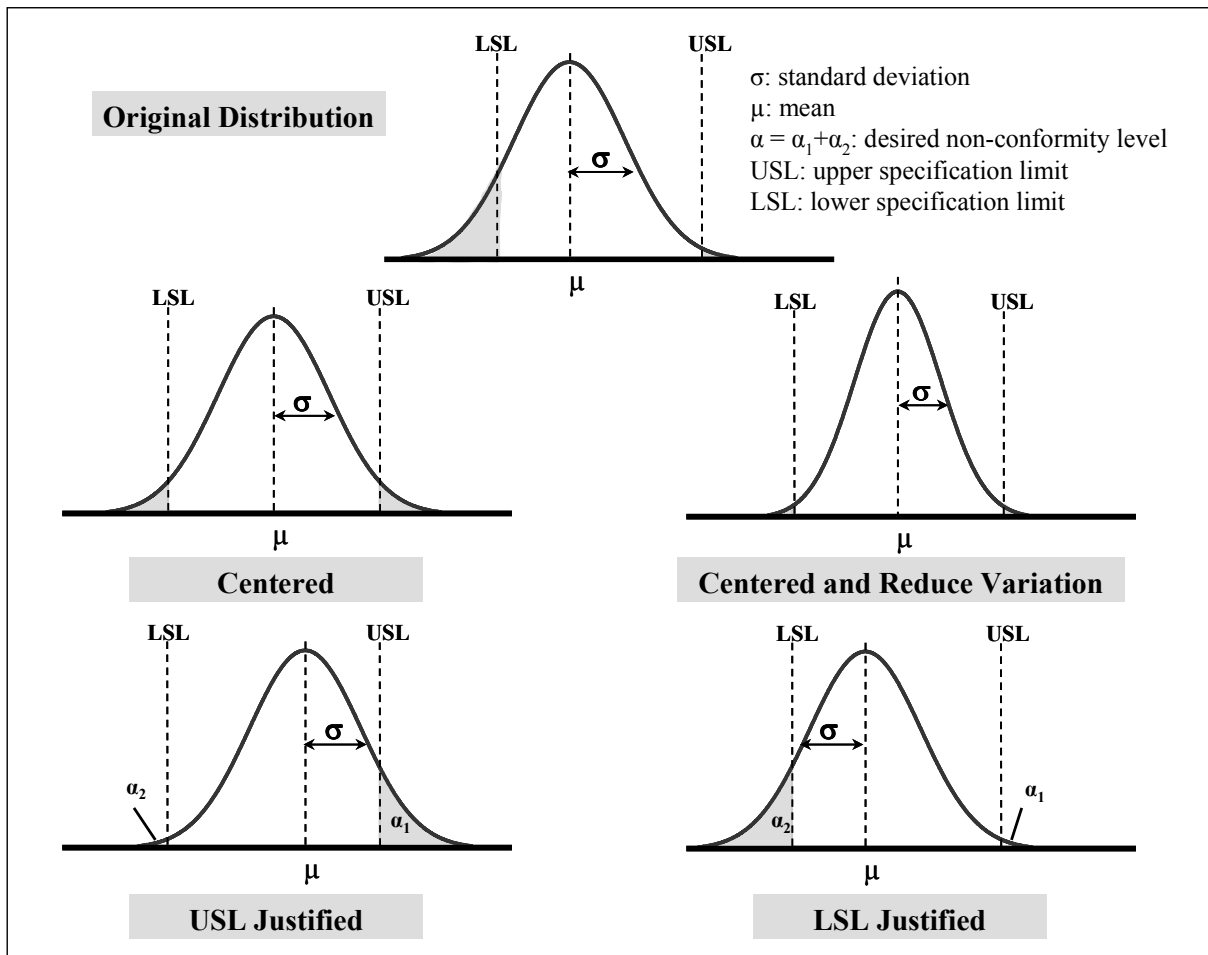 LSL
USL
Original Distribution
σ: standard deviation
μ: mean
α = α₁+α₂: desired non-conformity level
USL: upper specification limit
LSL: lower specification limit
σ
μ
LSL
USL
σ
μ
Centered
LSL
USL
σ
μ
Centered and Reduce Variation
LSL
USL
σ
α₂
α₁
μ
USL Justified
LSL
USL
σ
α₂
α₁
μ
LSL Justified